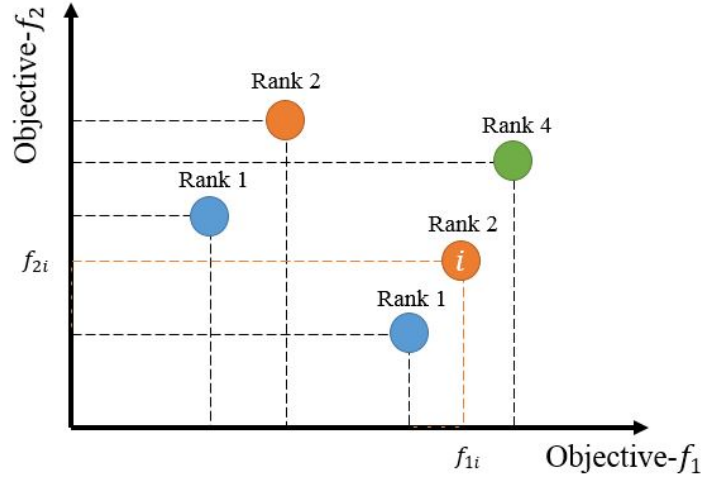 Objective-f₂
Rank 2
Rank 4
Rank 1
Rank 2
f₂ᵢ
i
Rank 1
f₁ᵢ
Objective-f₁